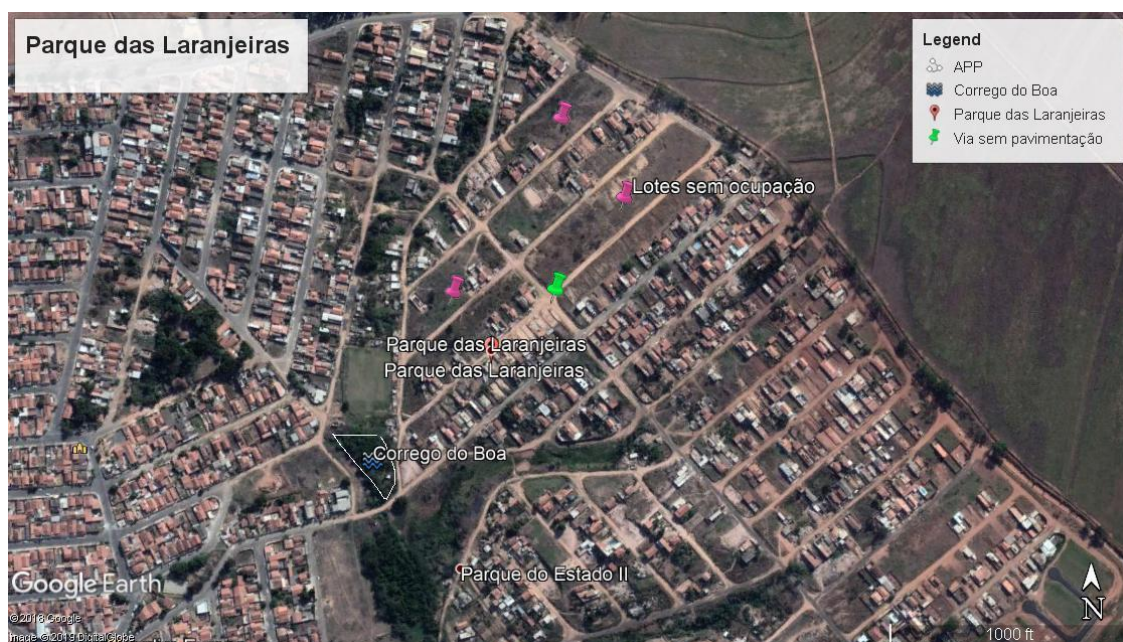 Parque das Laranjeiras
Legend
APP
Corrego do Boa
Parque das Laranjeiras
Via sem pavimentação
Lotes sem ocupação
Parque das Laranjeiras
Parque das Laranjeiras
Corrego do Boa
Parque do Estado II
Google Earth
©2018 Google
Image © 2019 DigitalGlobe
N
1000 ft